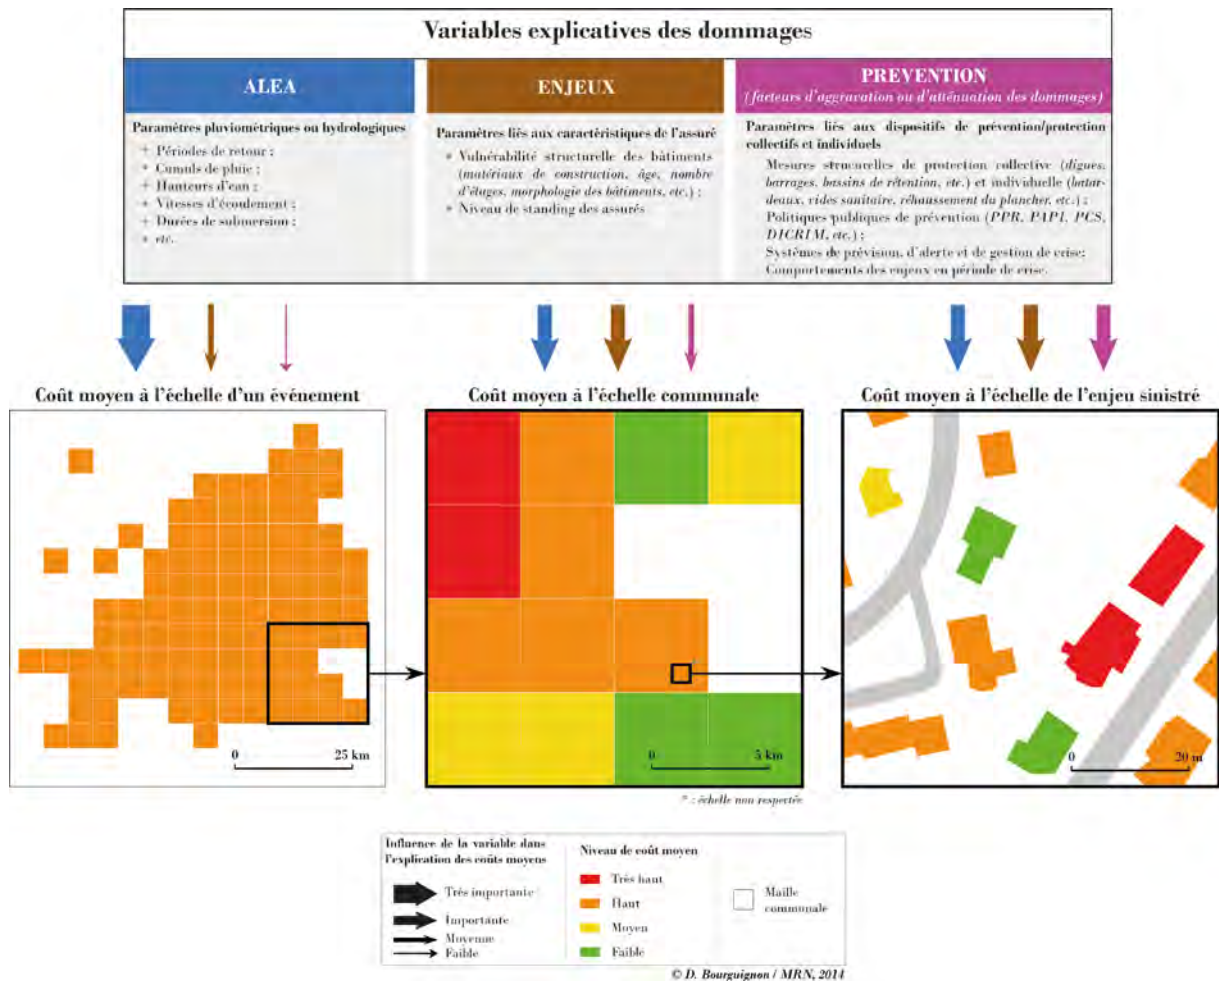 Variables explicatives des dommages
ALEA
Paramètres pluviométriques ou hydrologiques
+ Périodes de retour ;
• Cumuls de pluie ;
+ Hauteurs d'eau ;
• Vitesses d'écoulement ;
+ Durées de submersion ;
• etc.
ENJEUX
Paramètres liés aux caractéristiques de l'assuré
• Vulnérabilité structurelle des bâtiments
(matériaux de construction, âge, nombre
d'étages, morphologie des bâtiments, etc.) ;
• Niveau de standing des assurés
PREVENTION
(facteurs d'aggravation ou d'atténuation des dommages)
Paramètres liés aux dispositifs de prévention/protection
collectifs et individuels
Mesures structurelles de protection collective (digues,
barrages, bassins de rétention, etc.) et individuelle (batar-
deaux, vides sanitaire, réhaussement du plancher, etc.) ;
Politiques publiques de prévention (PPR, PAPI, PCS,
DICRIM, etc.) ;
Systèmes de prévision, d'alerte et de gestion de crise;
Comportements des enjeux en période de crise.
Coût moyen à l'échelle d'un événement
Coût moyen à l'échelle communale
Coût moyen à l'échelle de l'enjeu sinistré
0 25 km
0 5 km
0 20 m
* : échelle non respectée
Influence de la variable dans
l'explication des coûts moyens
Très importante
Importante
Moyenne
Faible
Niveau de coût moyen
Très haut
Haut
Moyen
Faible
Maille
communale
© D. Bourguignon / MRN, 2014